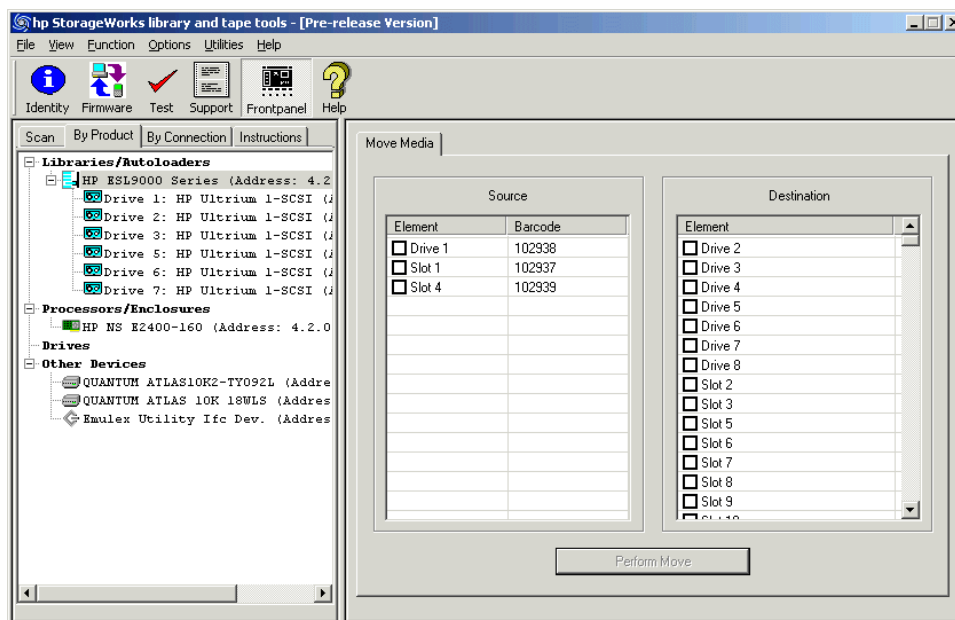 hp StorageWorks library and tape tools - [Pre-release Version]
File View Function Options Utilities Help
Identity Firmware Test Support Frontpanel Help
Scan By Product By Connection Instructions
Libraries/Autoloaders
HP ESL9000 Series (Address: 4.2
Drive 1: HP Ultrium 1-SCSI (
Drive 2: HP Ultrium 1-SCSI (
Drive 3: HP Ultrium 1-SCSI (
Drive 5: HP Ultrium 1-SCSI (
Drive 6: HP Ultrium 1-SCSI (
Drive 7: HP Ultrium 1-SCSI (
Processors/Enclosures
HP NS E2400-160 (Address: 4.2.0
Drives
Other Devices
QUANTUM ATLAS10K2-TY092L (Addre
QUANTUM ATLAS 10K 18WLS (Addres
Emulex Utility Ifc Dev. (Addres
Move Media
Source
Element Barcode
Drive 1 102938
Slot 1 102937
Slot 4 102939
Destination
Element
Drive 2
Drive 3
Drive 4
Drive 5
Drive 6
Drive 7
Drive 8
Slot 2
Slot 3
Slot 5
Slot 6
Slot 7
Slot 8
Slot 9
Perform Move